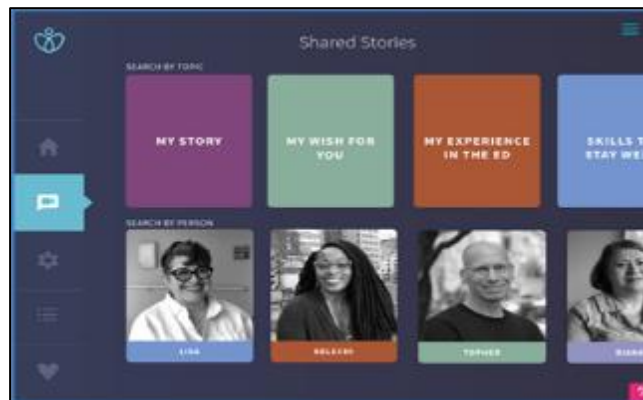 Shared Stories
SEARCH BY TOPIC
MY STORY
MY WISH FOR
YOU
MY EXPERIENCE
IN THE ED
SKILLS T
STAY WE
SEARCH BY PERSON
LISA
TOPHER
DIANA